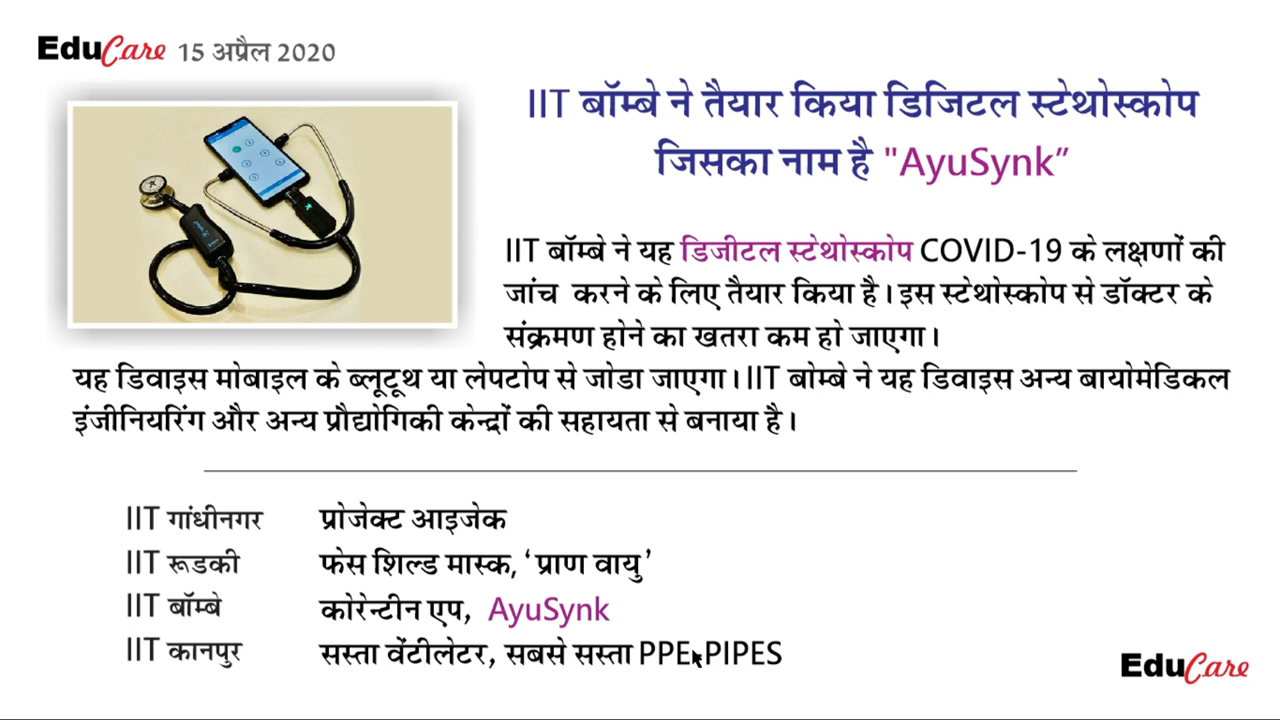 EduCare 15 अप्रैल 2020
IIT बॉम्बे ने तैयार किया डिजिटल स्टेथोस्कोप
जिसका नाम है "AyuSynk”
IIT बॉम्बे ने यह डिजीटल स्टेथोस्कोप COVID-19 के लक्षणों की
जांच करने के लिए तैयार किया है। इस स्टेथोस्कोप से डॉक्टर के
संक्रमण होने का खतरा कम हो जाएगा।
यह डिवाइस मोबाइल के ब्लूटूथ या लेपटोप से जोडा जाएगा। IIT बोम्बे ने यह डिवाइस अन्य बायोमेडिकल
इंजीनियरिंग और अन्य प्रौद्योगिकी केन्द्रों की सहायता से बनाया है।
IIT गांधीनगर प्रोजेक्ट आइजेक
IIT रूडकी फेस शिल्ड मास्क, ‘प्राण वायु’
IIT बॉम्बे कोरेन्टीन एप, AyuSynk
IIT कानपुर सस्ता वेंटीलेटर, सबसे सस्ता PPE-PIPES
EduCare